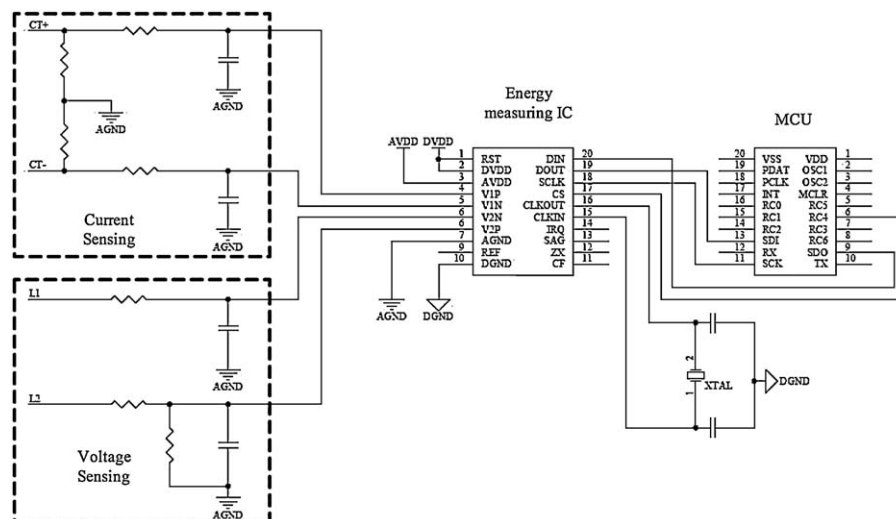 CT+
AGND
AGND
CT-
AGND
Current
Sensing
L1
AGND
L2
Voltage
Sensing
AGND
Energy
measuring IC
AVDD DVDD
1 RST DIN 20
2 DVDD DOUT 19
3 AVDD SCLK 18
4 V1P CS 17
5 V1N CLKOUT 16
6 V2N CLKIN 15
6 V2P IRQ 14
7 AGND SAG 13
9 REF ZX 12
10 DGND CF 11
AGND
DGND
MCU
20 VSS VDD 1
19 PDAT OSC1 2
18 PCLK OSC2 3
17 INT MCLR 4
16 RC0 RC5 5
15 RC1 RC4 6
14 RC2 RC3 7
13 SDI RC6 8
12 RX SDO 9
11 SCK TX 10
2
XTAL
1
DGND